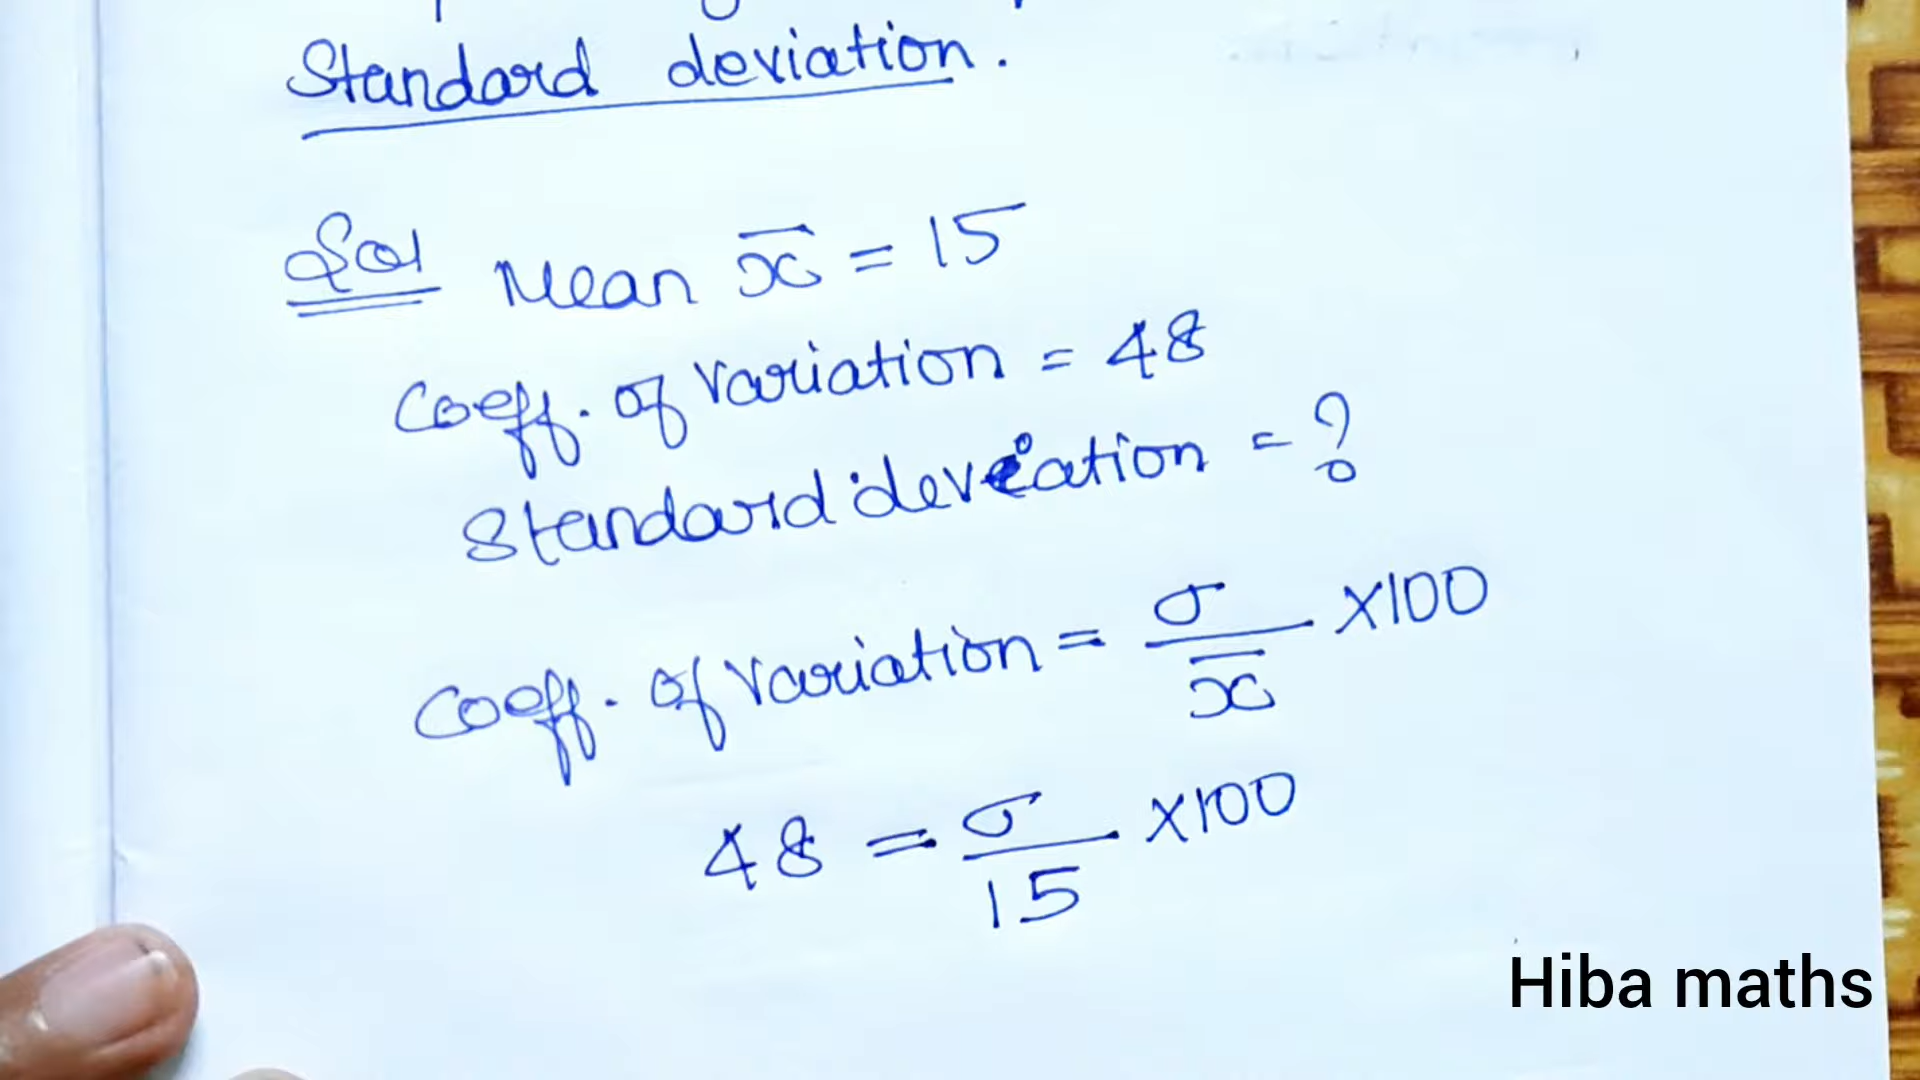 Standard deviation.
Sol Mean x̄ = 15
Coeff. of Variation = 48
Standard deviation = ?
Coeff. of Variation = σ/x̄ ×100
48 = σ/15 ×100
Hiba maths